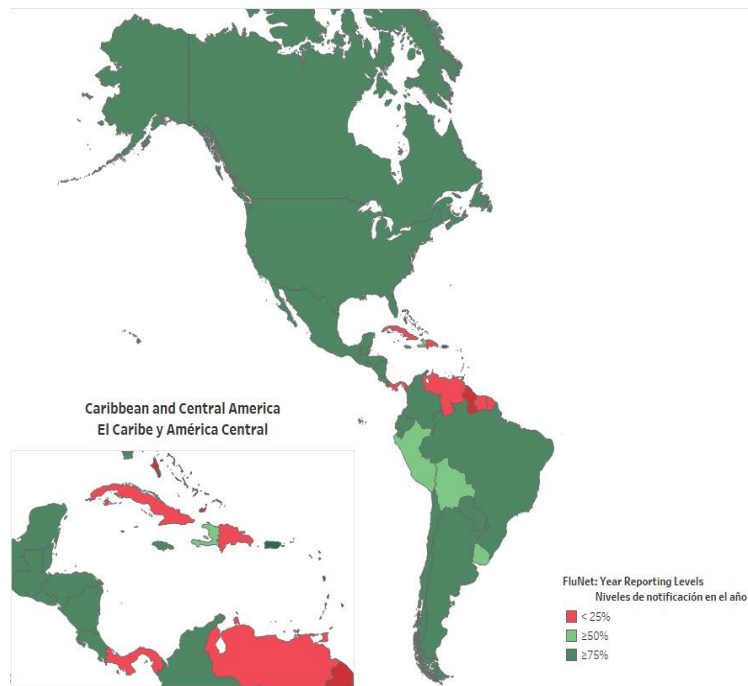 Caribbean and Central America
El Caribe y América Central
FluNet: Year Reporting Levels
Niveles de notificación en el año
< 25%
≥50%
≥75%